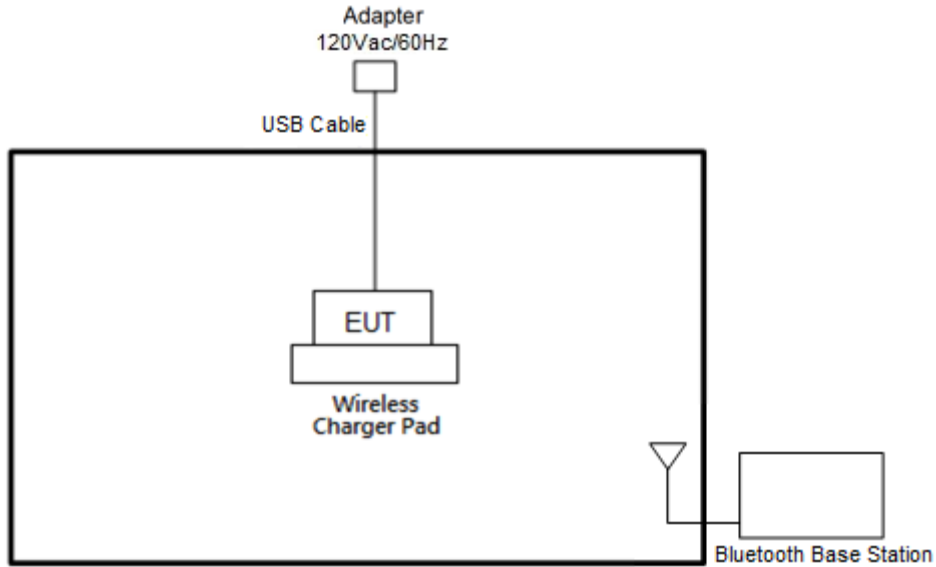 Adapter
120Vac/60Hz
USB Cable
EUT
Wireless
Charger Pad
Bluetooth Base Station